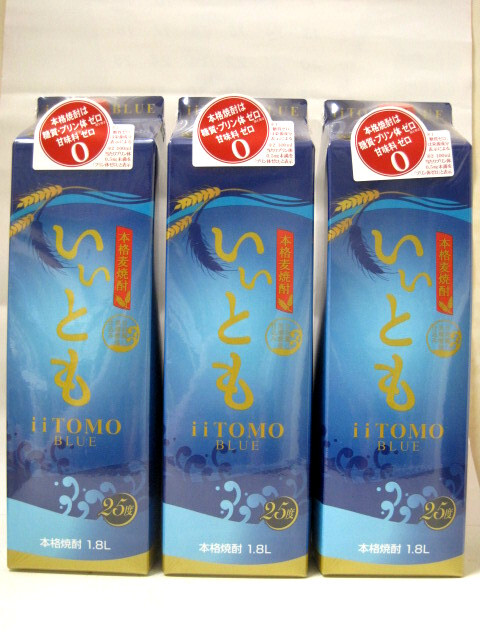 iiTOMO BLUE
本格焼酎は
糖質・プリン体 ゼロ
甘味料 ゼロ
0
本格麦焼酎
いいとも
iiTOMO
BLUE
25度
本格焼酎 1.8L
本格焼酎は
糖質・プリン体 ゼロ
甘味料 ゼロ
0
本格麦焼酎
いいとも
iiTOMO
BLUE
25度
本格焼酎 1.8L
本格焼酎は
糖質・プリン体 ゼロ
甘味料 ゼロ
0
本格麦焼酎
いいとも
iiTOMO
BLUE
25度
本格焼酎 1.8L